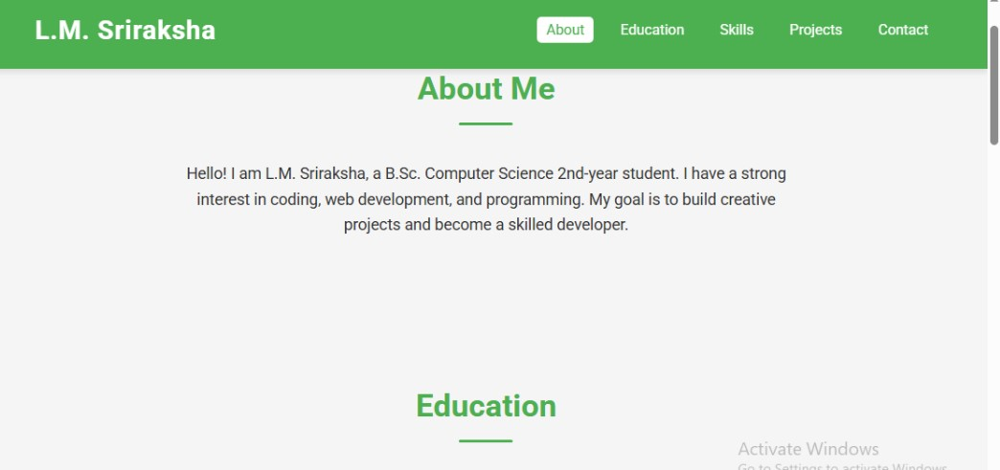 L.M. Sriraksha
About Education Skills Projects Contact
About Me
Hello! I am L.M. Sriraksha, a B.Sc. Computer Science 2nd-year student. I have a strong
interest in coding, web development, and programming. My goal is to build creative
projects and become a skilled developer.
Education
Activate Windows
Go to Settings to activate Windows.